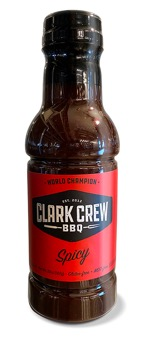 WORLD CHAMPION
EST. 2012
CLARK CREW
BBQ
Spicy